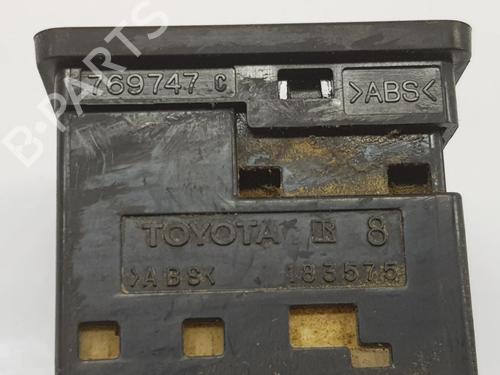 769747 C
>ABS<
TOYOTA R 8
>ABS< 183575
B-PARTS